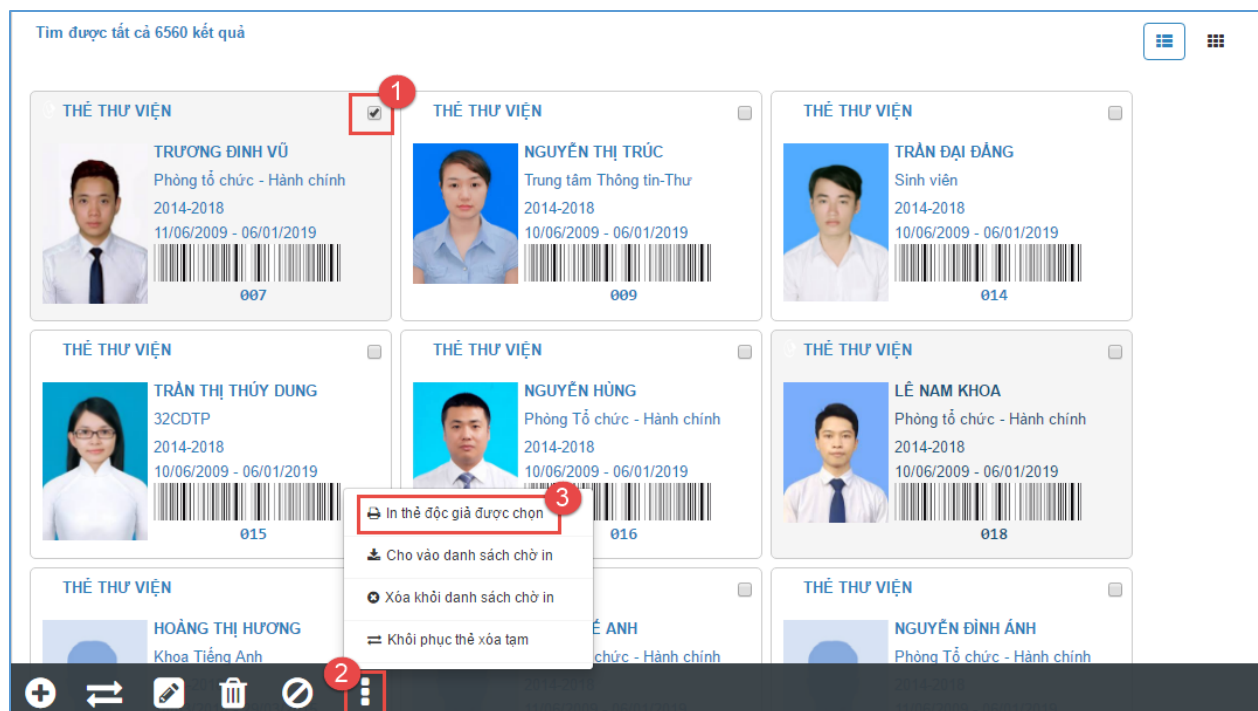 Tìm được tất cả 6560 kết quả
1
THẺ THƯ VIỆN
TRƯƠNG ĐINH VŨ
Phòng tổ chức - Hành chính
2014-2018
11/06/2009 - 06/01/2019
007
THẺ THƯ VIỆN
NGUYỄN THỊ TRÚC
Trung tâm Thông tin-Thư
2014-2018
10/06/2009 - 06/01/2019
009
THẺ THƯ VIỆN
TRẦN ĐẠI ĐẢNG
Sinh viên
2014-2018
10/06/2009 - 06/01/2019
014
THẺ THƯ VIỆN
TRẦN THỊ THÚY DUNG
32CDTP
2014-2018
10/06/2009 - 06/01/2019
015
THẺ THƯ VIỆN
NGUYỄN HÙNG
Phòng Tổ chức - Hành chính
2014-2018
10/06/2009 - 06/01/2019
016
THẺ THƯ VIỆN
LÊ NAM KHOA
Phòng tổ chức - Hành chính
2014-2018
10/06/2009 - 06/01/2019
018
3
In thẻ độc giả được chọn
Cho vào danh sách chờ in
Xóa khỏi danh sách chờ in
Khôi phục thẻ xóa tạm
THẺ THƯ VIỆN
HOÀNG THỊ HƯƠNG
Khoa Tiếng Anh
ANH
chức - Hành chính
2014-2018
THẺ THƯ VIỆN
NGUYỄN ĐÌNH ÁNH
Phòng Tổ chức - Hành chính
2014-2018
2